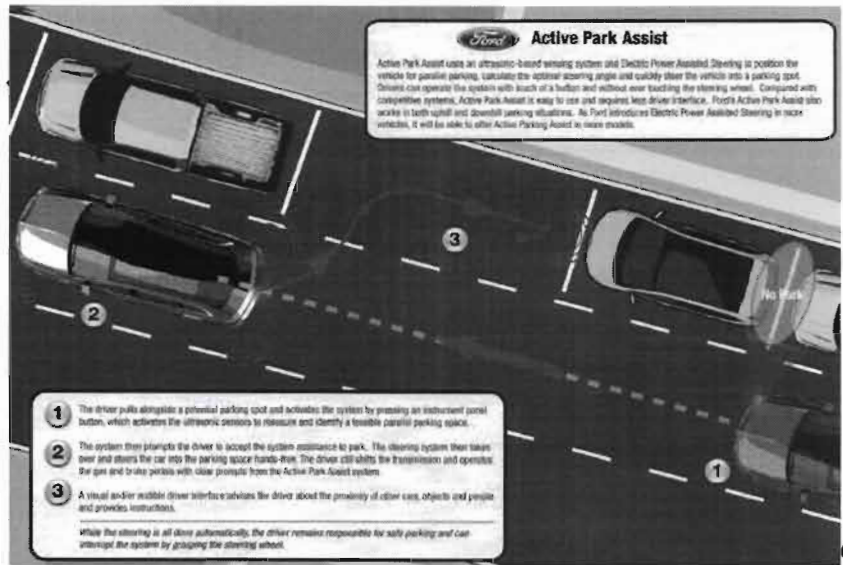 Ford Active Park Assist
Active Park Assist uses an ultrasonic-based sensing system and Electric Power Assisted Steering to position the
vehicle for parallel parking, calculate the optimal steering angle and quickly steer the vehicle into a parking spot.
Drivers can operate the system with touch of a button and without ever touching the steering wheel. Compared with
competitive systems, Active Park Assist is easy to use and requires less driver interface. Ford's Active Park Assist also
works in both uphill and downhill parking situations. As Ford introduces Electric Power Assisted Steering in more
vehicles, it will be able to offer Active Parking Assist in more models.
3
No Park
2
1
1 The driver pulls alongside a potential parking spot and activates the system by pressing an instrument panel
button, which activates the ultrasonic sensors to measure and identify a feasible parallel parking space.
2 The system then prompts the driver to accept the system assistance to park. The steering system then takes
over and steers the car into the parking space hands-free. The driver still shifts the transmission and operates
the gas and brake pedals with clear prompts from the Active Park Assist system.
3 A visual and/or audible driver interface advises the driver about the proximity of other cars, objects and people
and provides instructions.
While the steering is all done automatically, the driver remains responsible for safe parking and can
interrupt the system by grasping the steering wheel.